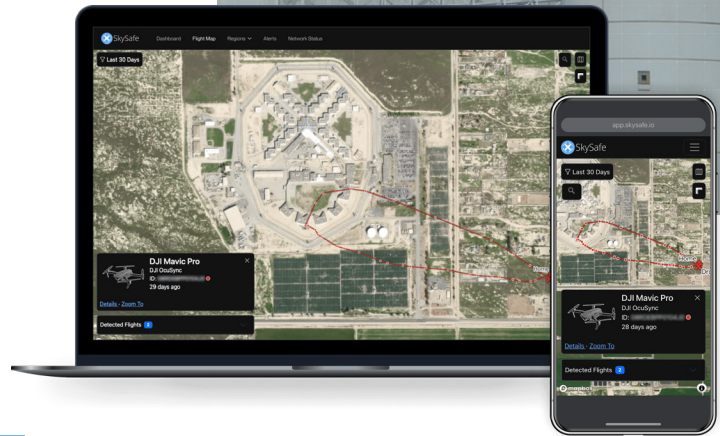 SkySafe
Dashboard
Flight Map
Regions
Alerts
Network Status
Last 30 Days
Home
DJI Mavic Pro
DJI OcuSync
ID:
29 days ago
Details - Zoom To
Detected Flights 2
app.skysafe.io
SkySafe
Last 30 Days
Home
DJI Mavic Pro
DJI OcuSync
ID:
28 days ago
Details - Zoom To
Detected Flights 2
mapbox